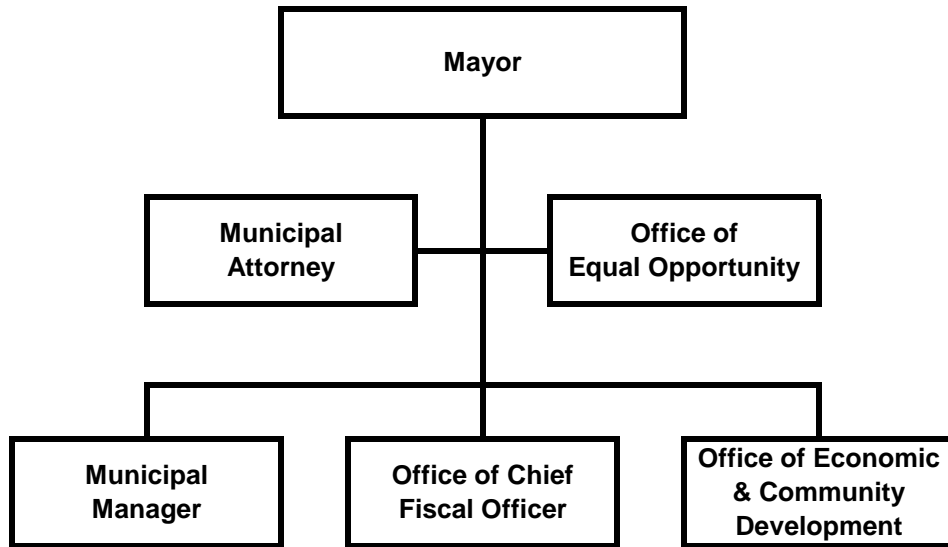 Mayor
Municipal
Attorney
Office of
Equal Opportunity
Municipal
Manager
Office of Chief
Fiscal Officer
Office of Economic
& Community
Development